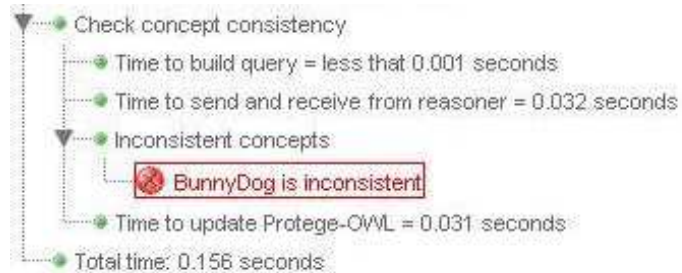 Check concept consistency
Time to build query = less that 0.001 seconds
Time to send and receive from reasoner = 0.032 seconds
Inconsistent concepts
BunnyDog is inconsistent
Time to update Protege-OWL = 0.031 seconds
Total time: 0.156 seconds